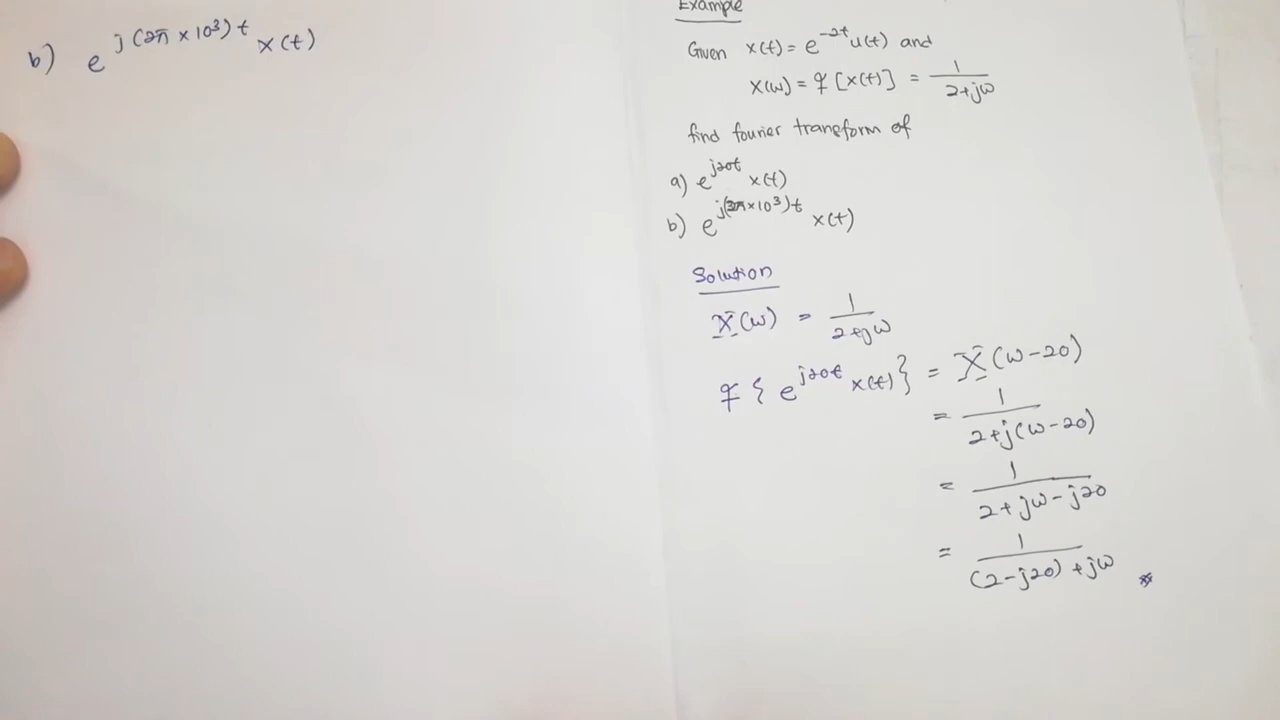 b) e^j(2π×10³)t x(t)
Example
Given x(t) = e^-2t u(t) and
X(ω) = ℱ[x(t)] = 1/(2+jω)
find fourier transform of
a) e^j20t x(t)
b) e^j(2π×10³)t x(t)
Solution
X(ω) = 1/(2+jω)
ℱ{e^j20t x(t)} = X(ω-20)
= 1/(2+j(ω-20))
= 1/(2+jω-j20)
= 1/((2-j20)+jω)